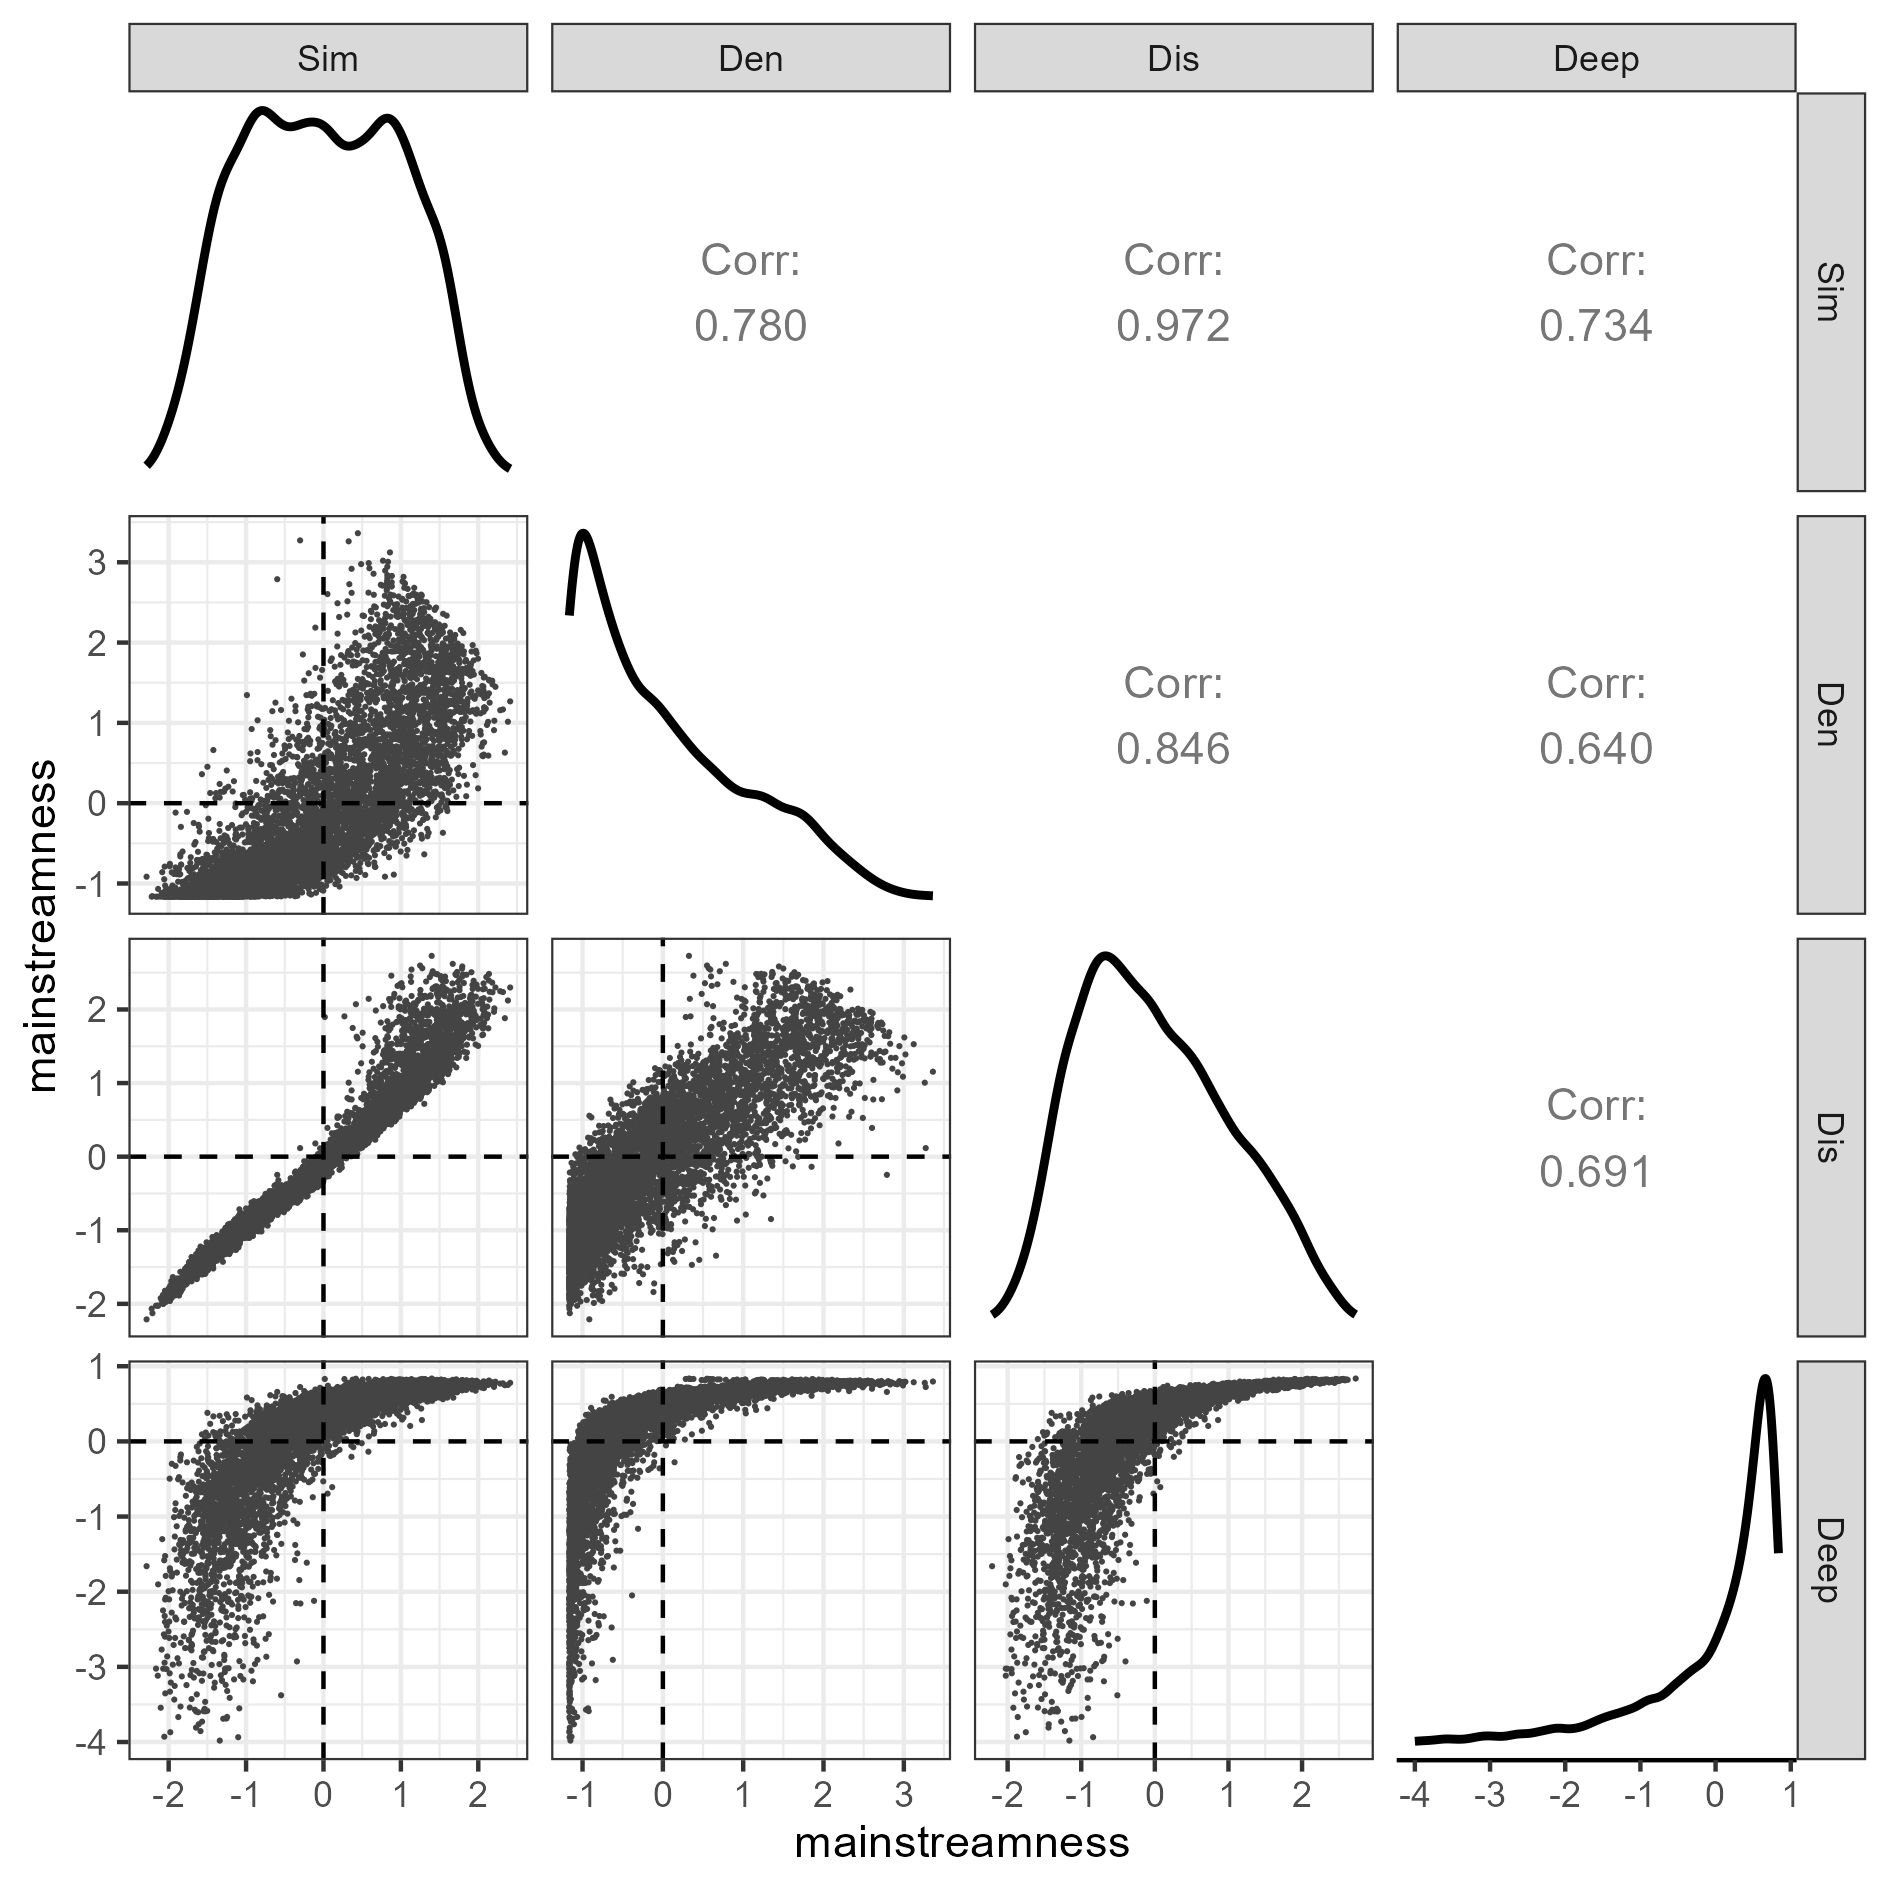 Sim Den Dis Deep
Corr: Corr: Corr:
0.780 0.972 0.734
Sim
3
2
1
0
-1
Corr: Corr:
0.846 0.640
Den
mainstreamness
2
1
0
-1
-2
Corr:
0.691
Dis
1
0
-1
-2
-3
-4
Deep
-2 -1 0 1 2 -1 0 1 2 3 -2 -1 0 1 2 -4 -3 -2 -1 0 1
mainstreamness